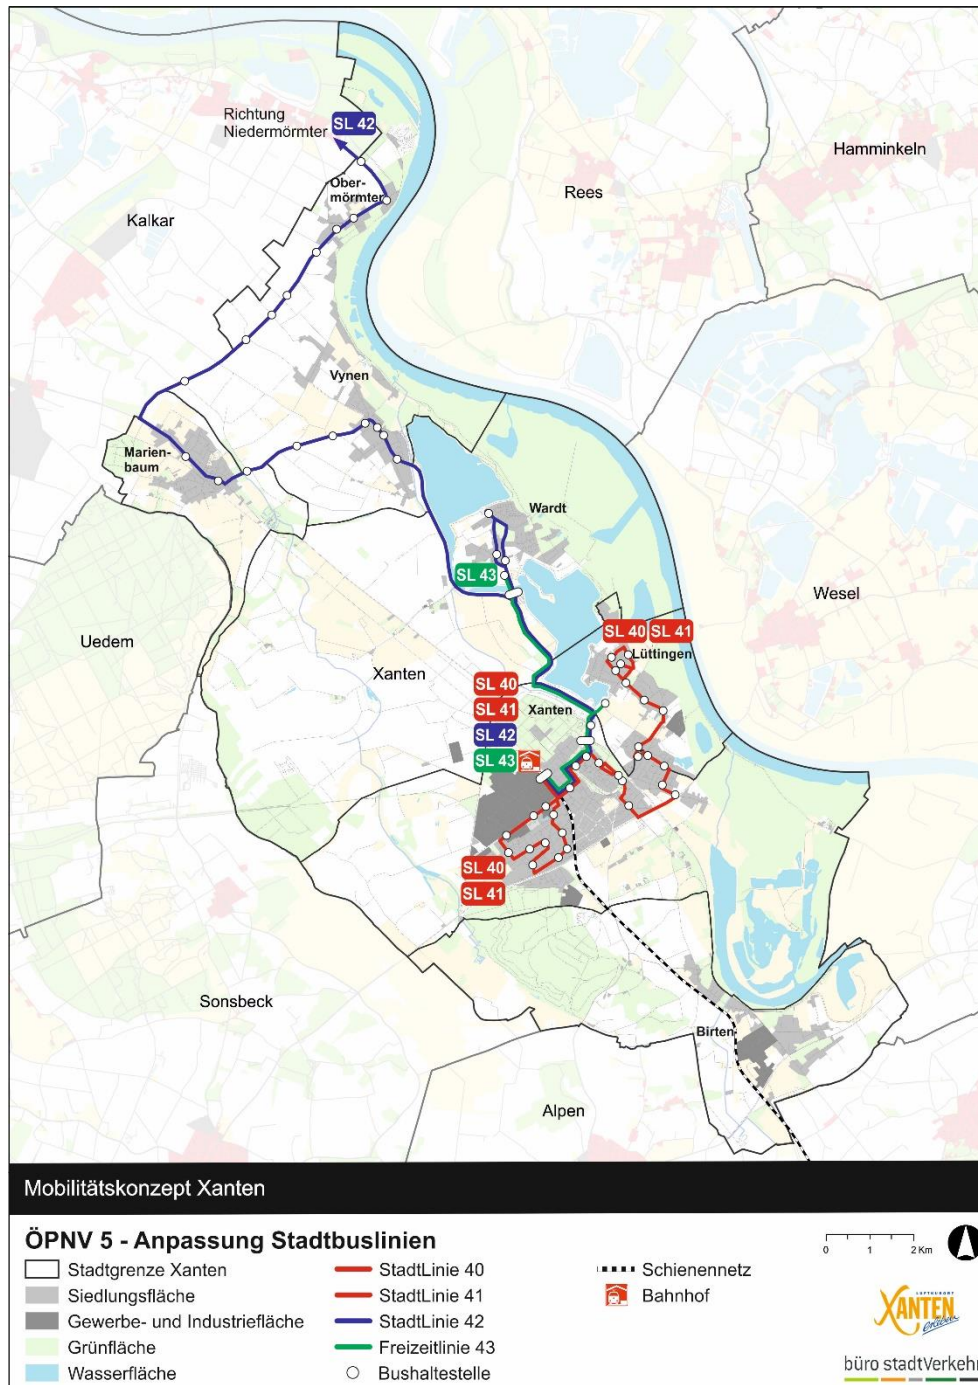 Richtung
Niedermörmter
SL 42
Hamminkeln
Ober-
mörmter
Rees
Kalkar
Vynen
Marien-
baum
Wardt
SL 43
Wesel
Uedem
SL 40
SL 41
Lüttingen
Xanten
SL 40
SL 41
Xanten
SL 42
SL 43
SL 40
SL 41
Sonsbeck
Birten
Alpen
Mobilitätskonzept Xanten
ÖPNV 5 - Anpassung Stadtbuslinien
Stadtgrenze Xanten
Siedlungsfläche
Gewerbe- und Industriefläche
Grünfläche
Wasserfläche
StadtLinie 40
StadtLinie 41
StadtLinie 42
Freizeitlinie 43
Bushaltestelle
Schienennetz
Bahnhof
0 1 2 Km
LUFTKURORT
XANTEN
erleben
büro stadtVerkehr